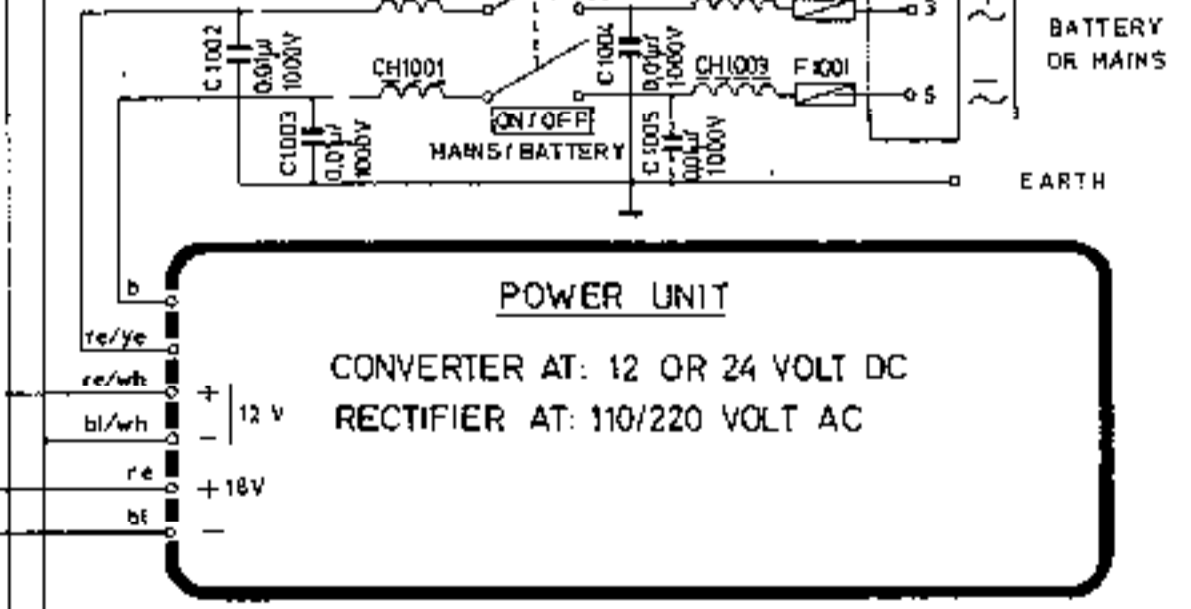 3
BATTERY
OR MAINS
C1002
0.01µF
1000V
CH1001
C1004
0.01µF
1000V
CH1003
F1001
5
C1003
0.01µF
1000V
ON/OFF
MAINS/BATTERY
C1005
0.01µF
1000V
EARTH
b
POWER UNIT
re/ye
CONVERTER AT: 12 OR 24 VOLT DC
re/wh
+
12 V
RECTIFIER AT: 110/220 VOLT AC
bl/wh
−
re
+ 18V
bl
−